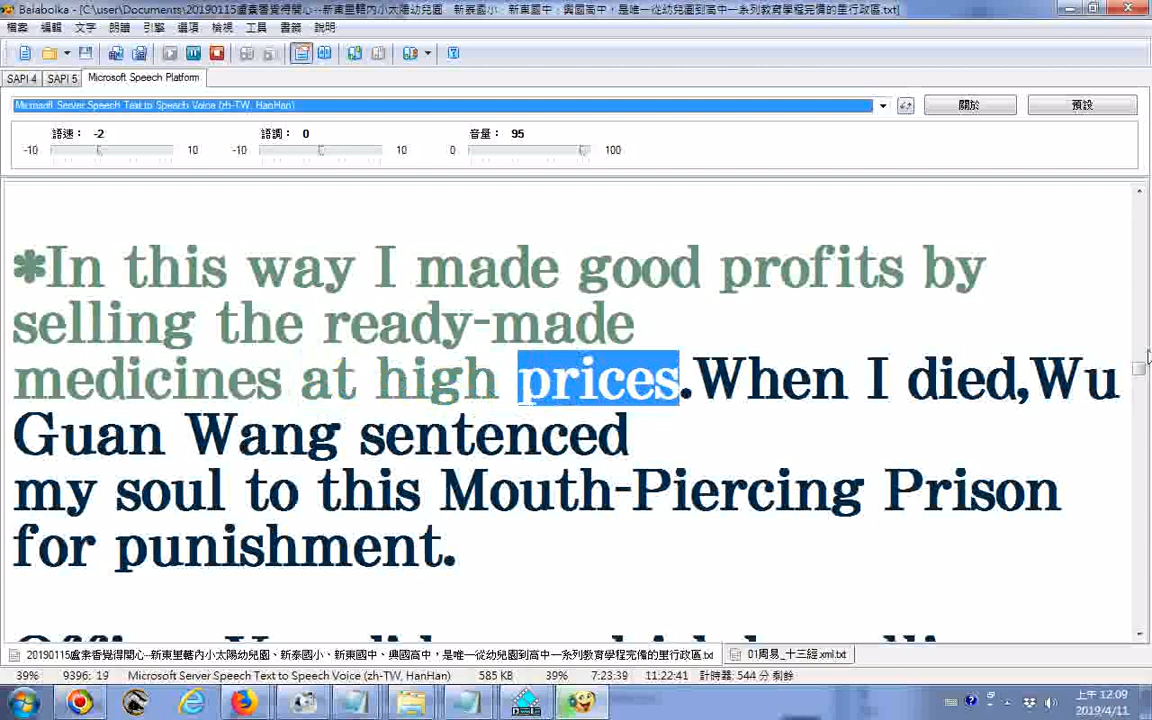 Balabolka - [C:\user\Documents\20190115盧素香覺得開心--新東里轄內小太陽幼兒園、新泰國小、新東國中、興國高中，是唯一從幼兒園到高中一系列教育學程完備的里行政區.txt]
檔案 編輯 文字 朗讀 引擎 選項 檢視 工具 書籤 說明
SAPI 4 SAPI 5 Microsoft Speech Platform
Microsoft Server Speech Text to Speech Voice (zh-TW, HanHan) 關於 預設
語速： -2 語調： 0 音量： 95
-10 10 -10 10 0 100
*In this way I made good profits by
selling the ready-made
medicines at high prices.When I died,Wu
Guan Wang sentenced
my soul to this Mouth-Piercing Prison
for punishment.
20190115盧素香覺得開心--新東里轄內小太陽幼兒園、新泰國小、新東國中、興國高中，是唯一從幼兒園到高中一系列教育學程完備的里行政區.txt 01周易_十三經.xml.txt
39% 9396: 19 Microsoft Server Speech Text to Speech Voice (zh-TW, HanHan) 585 KB 39% 7:23:39 11:22:41 計時器: 544 分 剩餘
上午 12:09
2019/4/11